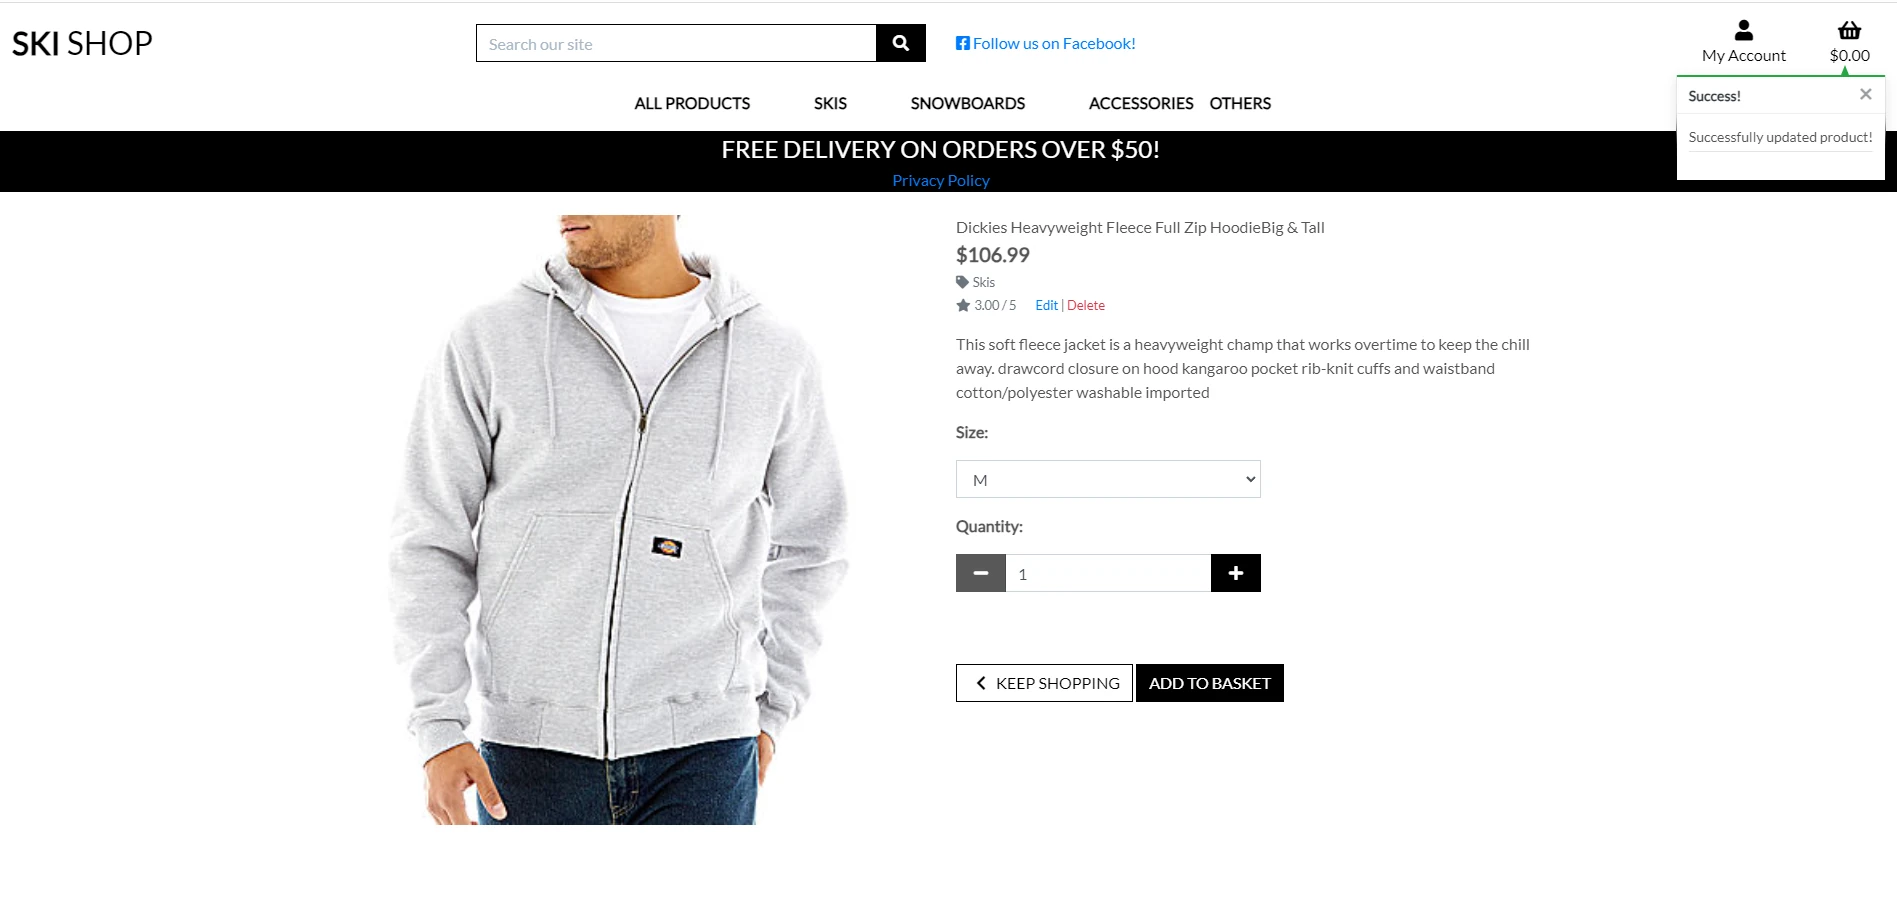 SKI SHOP
Search our site
Follow us on Facebook!
My Account
$0.00
ALL PRODUCTS
SKIS
SNOWBOARDS
ACCESSORIES
OTHERS
Success!
×
Successfully updated product!
FREE DELIVERY ON ORDERS OVER $50!
Privacy Policy
Dickies Heavyweight Fleece Full Zip HoodieBig & Tall
$106.99
Skis
3.00 / 5
Edit | Delete
This soft fleece jacket is a heavyweight champ that works overtime to keep the chill
away. drawcord closure on hood kangaroo pocket rib-knit cuffs and waistband
cotton/polyester washable imported
Size:
M
Quantity:
1
KEEP SHOPPING
ADD TO BASKET